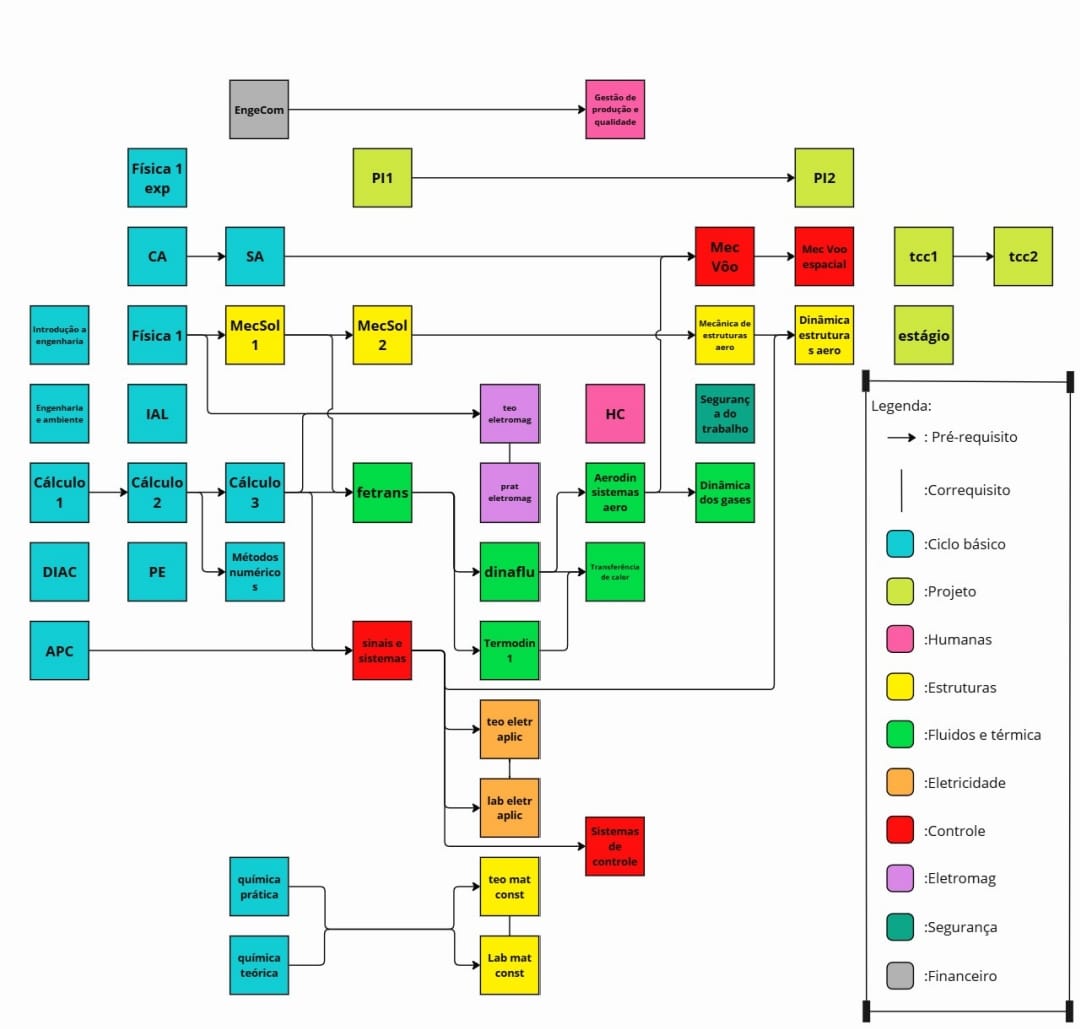 EngeCom
Gestão de
produção e
qualidade
Física 1
exp
PI1
PI2
CA
SA
Mec
Vôo
Mec Voo
espacial
tcc1
tcc2
Introdução a
engenharia
Física 1
MecSol
1
MecSol
2
Mecânica de
estruturas
aero
Dinâmica
estrutura
s aero
estágio
Engenharia
e ambiente
IAL
teo
eletromag
HC
Seguranç
a do
trabalho
Cálculo
1
Cálculo
2
Cálculo
3
fetrans
prat
eletromag
Aerodin
sistemas
aero
Dinâmica
dos gases
DIAC
PE
Métodos
numérico
s
dinaflu
Transferência
de calor
APC
sinais e
sistemas
Termodin
1
teo eletr
aplic
lab eletr
aplic
Sistemas
de
controle
química
prática
teo mat
const
química
teórica
Lab mat
const
Legenda:
: Pré-requisito
:Correquisito
:Ciclo básico
:Projeto
:Humanas
:Estruturas
:Fluidos e térmica
:Eletricidade
:Controle
:Eletromag
:Segurança
:Financeiro